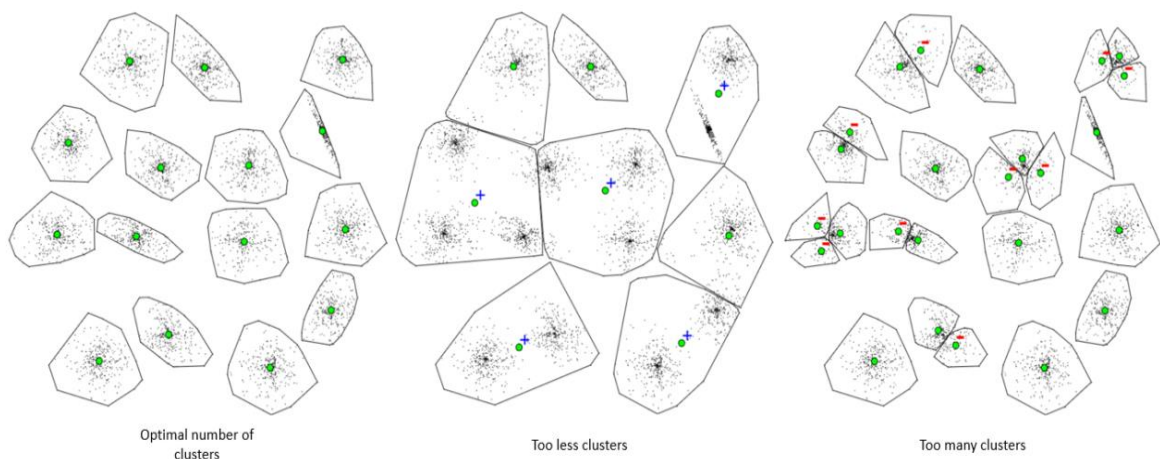 Optimal number of
clusters
Too less clusters
Too many clusters